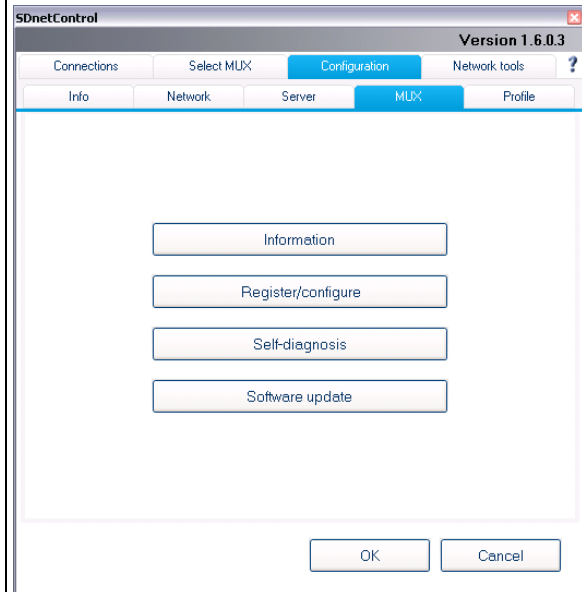 SDnetControl
Version 1.6.0.3
Connections Select MUX Configuration Network tools ?
Info Network Server MUX Profile
Information
Register/configure
Self-diagnosis
Software update
OK Cancel